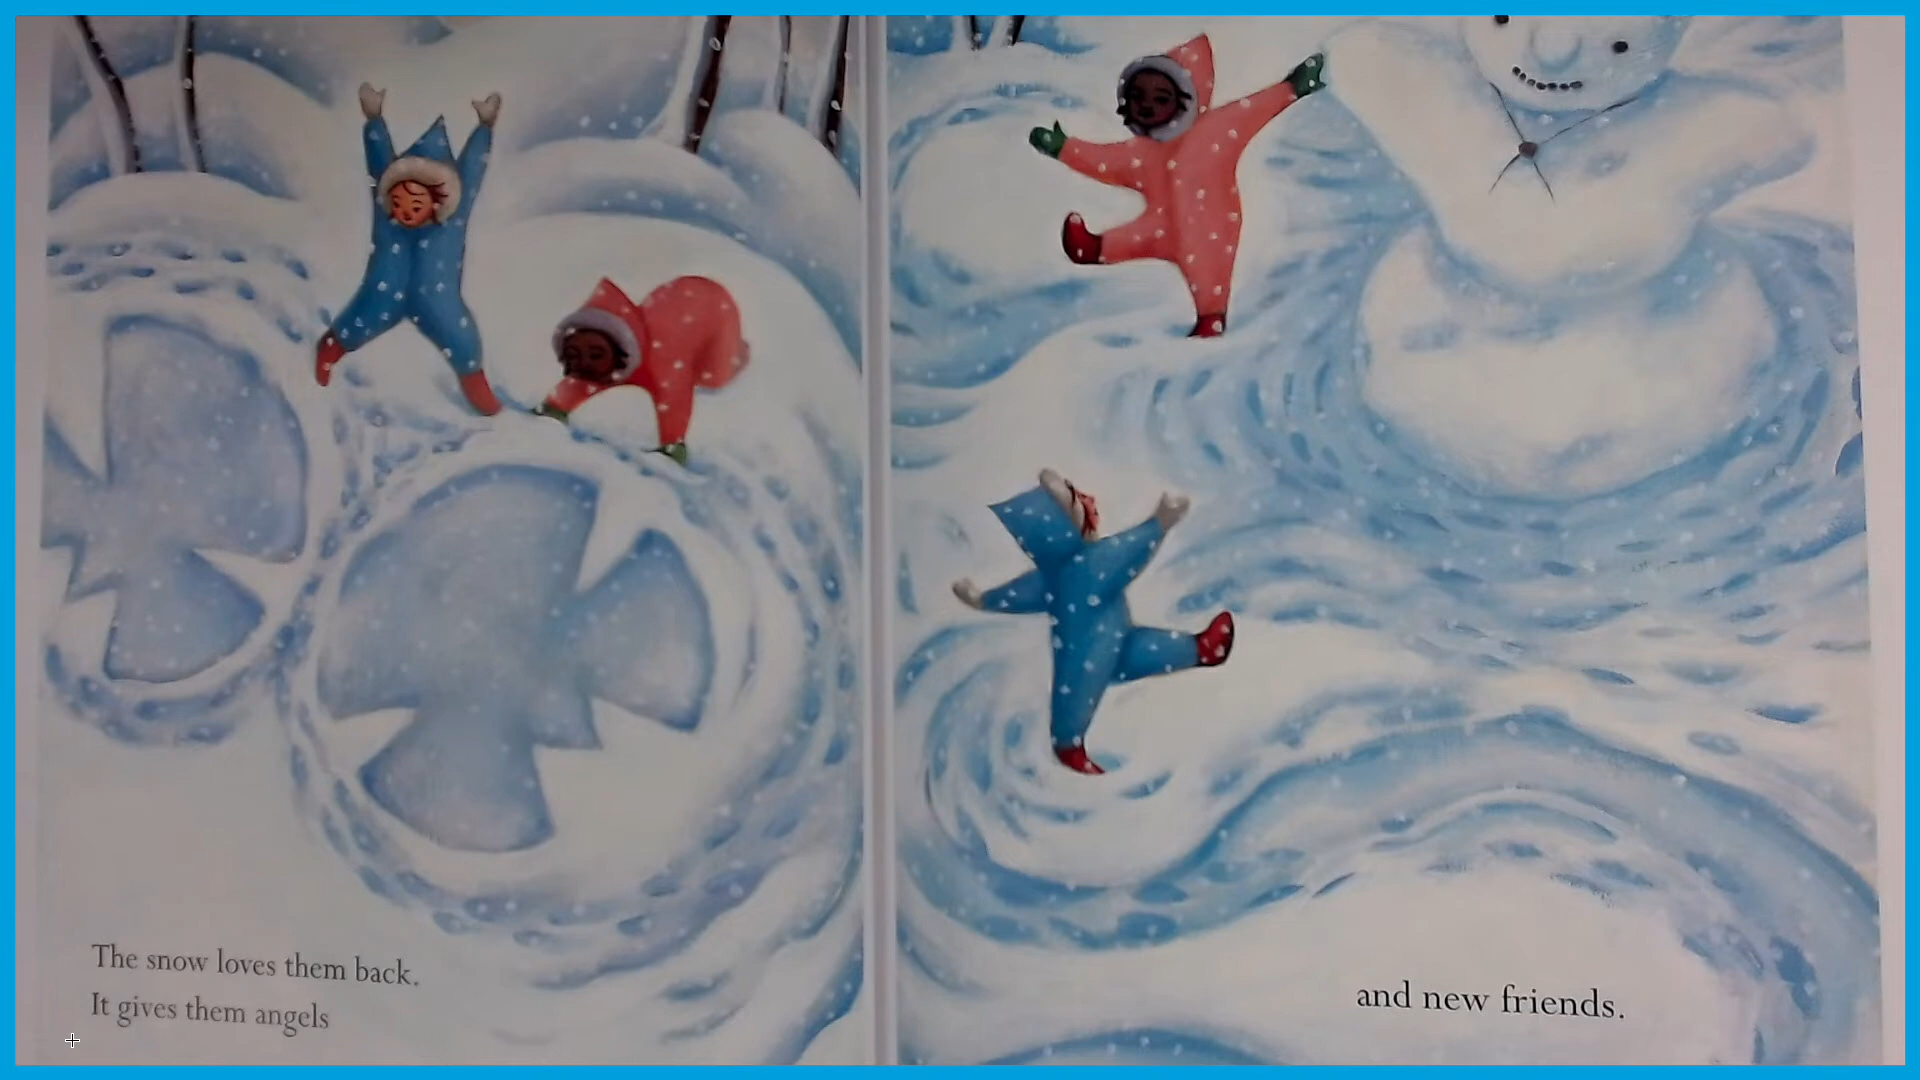 The snow loves them back.
It gives them angels
and new friends.